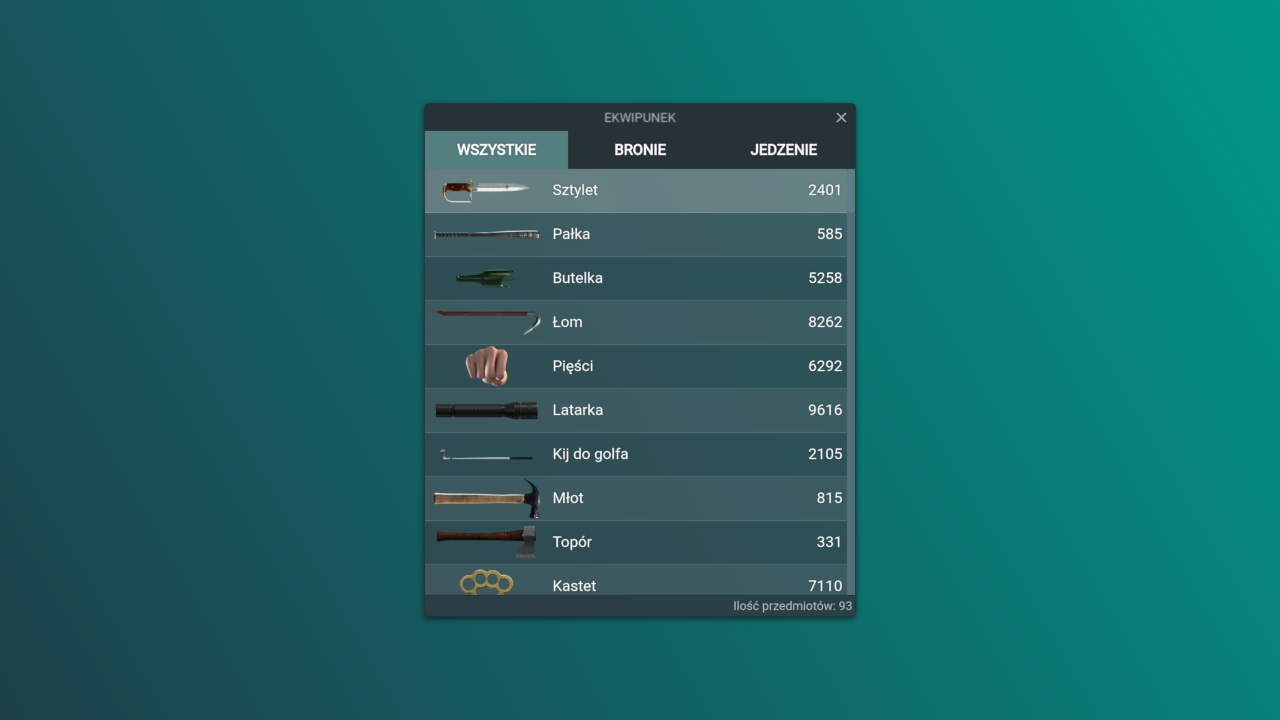 EKWIPUNEK
WSZYSTKIE BRONIE JEDZENIE
Sztylet 2401
Pałka 585
Butelka 5258
Łom 8262
Pięści 6292
Latarka 9616
Kij do golfa 2105
Młot 815
Topór 331
Kastet 7110
Ilość przedmiotów: 93